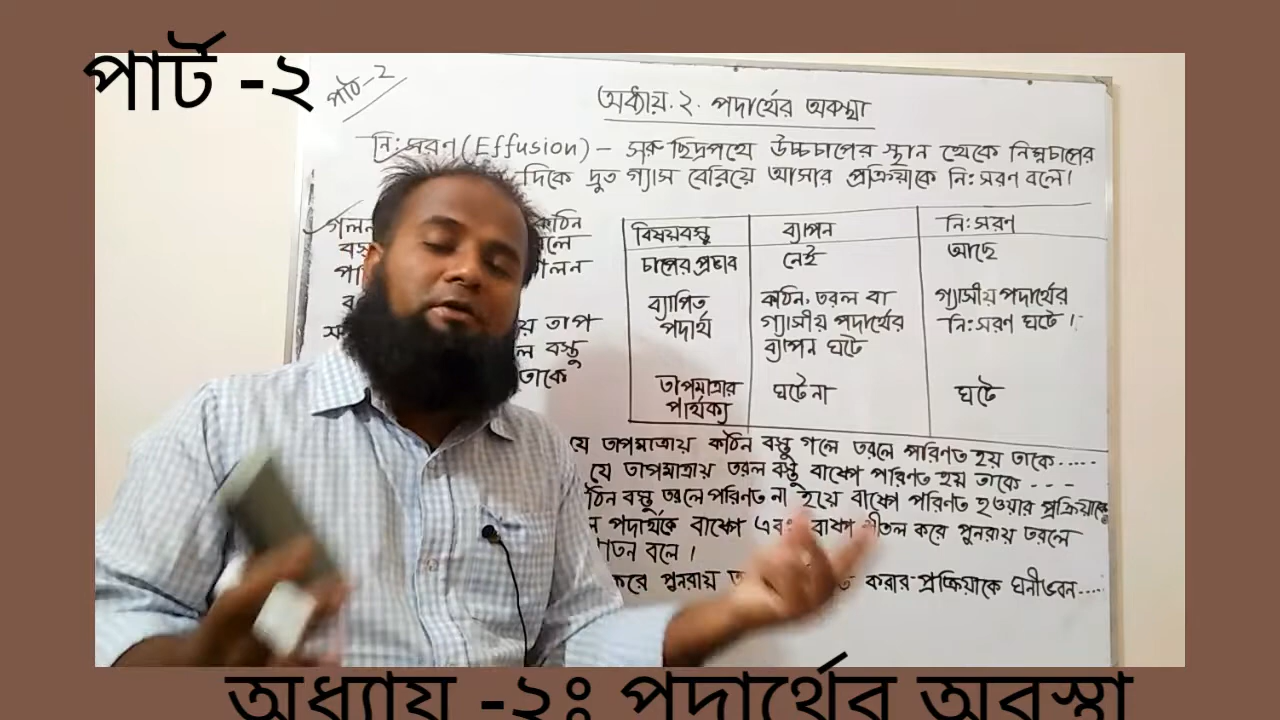 পার্ট -২
পাঠ-2
অধ্যায়.২. পদার্থের অবস্থা
নি:সরণ (Effusion) - সরু ছিদ্রপথে উচ্চচাপের স্থান থেকে নিম্নচাপের
দিকে দ্রুত গ্যাস বেরিয়ে আসার প্রক্রিয়াকে নি:সরণ বলে।
কঠিন
বিষয়বস্তু ব্যাপন নি:সরণ
চাপের প্রভাব নেই আছে
ব্যাপিত কঠিন, তরল বা গ্যাসীয় পদার্থের
পদার্থ গ্যাসীয় পদার্থের নি:সরণ ঘটে।
ব্যাপন ঘটে
য় তাপ
ল বস্তু
তাকে
তাপমাত্রার ঘটেনা ঘটে
পার্থক্য
যে তাপমাত্রায় কঠিন বস্তু গলে তরলে পরিণত হয় তাকে.....
যে তাপমাত্রায় তরল বস্তু বাষ্পে পরিণত হয় তাকে ----
ঠিন বস্তু তরলে পরিণত না হয়ে বাষ্পে পরিণত হওয়ার প্রক্রিয়াকে
ন পদার্থকে বাষ্পে এবং বাষ্প শীতল করে পুনরায় তরলে
তন বলে।
করে পুনরায় করার প্রক্রিয়াকে ঘনীভবন....
অধ্যায় -২ঃ পদার্থের অবস্থা